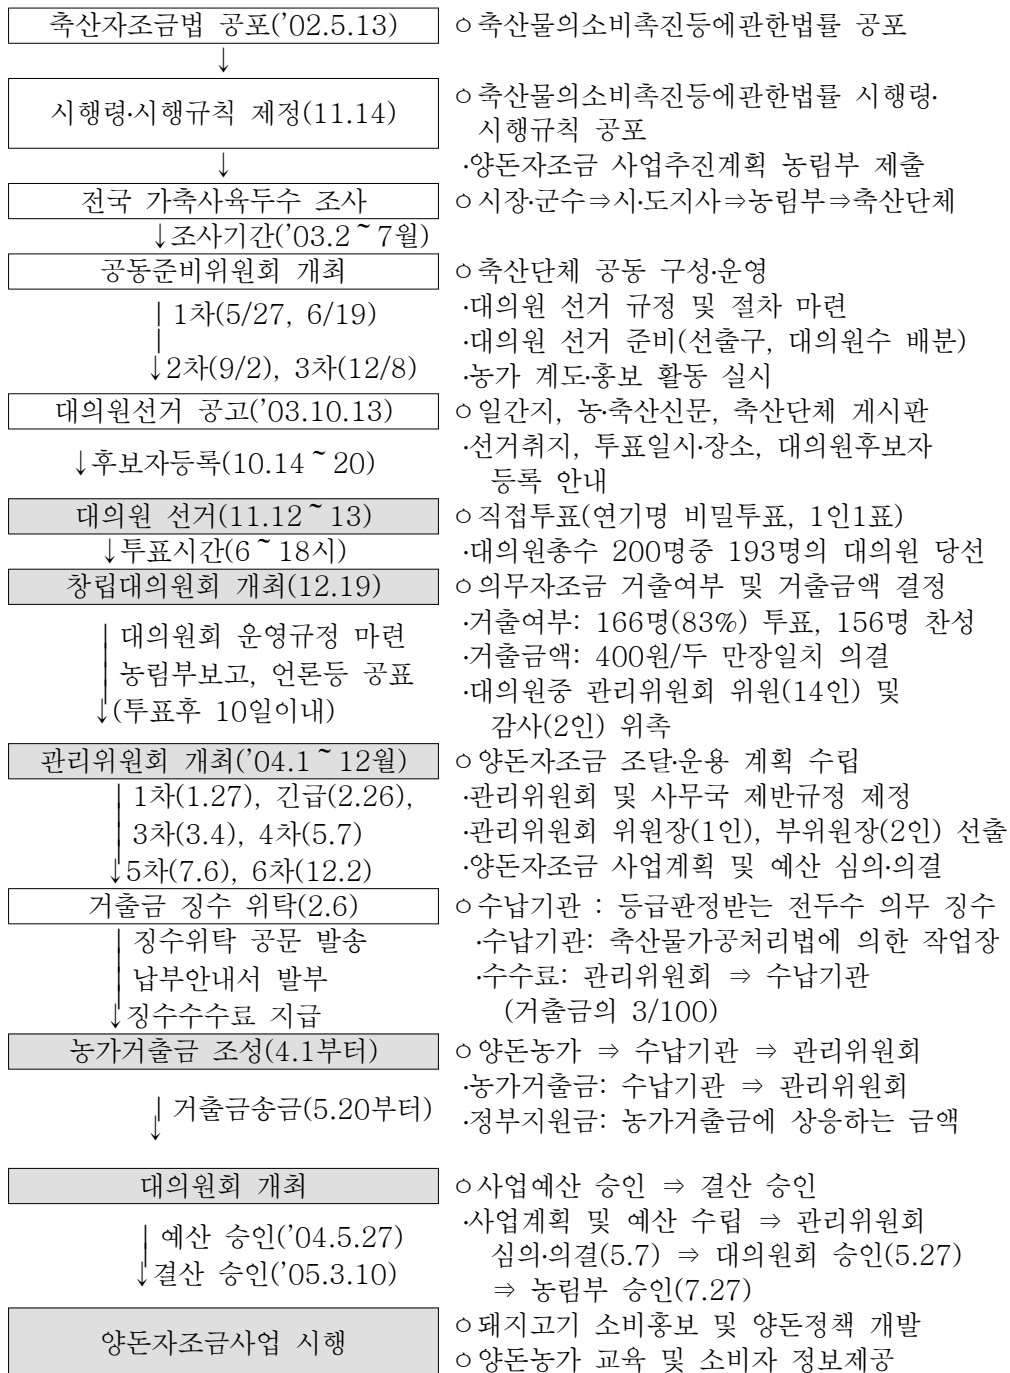 축산자조금법 공포('02.5.13)
ㅇ축산물의소비촉진등에관한법률 공포
↓
시행령·시행규칙 제정(11.14)
ㅇ축산물의소비촉진등에관한법률 시행령·
시행규칙 공포
·양돈자조금 사업추진계획 농림부 제출
↓
전국 가축사육두수 조사
ㅇ시장·군수⇒시·도지사⇒농림부⇒축산단체
↓조사기간('03.2~7월)
공동준비위원회 개최
ㅇ축산단체 공동 구성·운영
·대의원 선거 규정 및 절차 마련
·대의원 선거 준비(선출구, 대의원수 배분)
·농가 계도·홍보 활동 실시
| 1차(5/27, 6/19)
|
↓2차(9/2), 3차(12/8)
대의원선거 공고('03.10.13)
ㅇ일간지, 농·축산신문, 축산단체 게시판
·선거취지, 투표일시·장소, 대의원후보자
등록 안내
↓후보자등록(10.14~20)
대의원 선거(11.12~13)
ㅇ직접투표(연기명 비밀투표, 1인1표)
·대의원총수 200명중 193명의 대의원 당선
↓투표시간(6~18시)
창립대의원회 개최(12.19)
ㅇ의무자조금 거출여부 및 거출금액 결정
·거출여부: 166명(83%) 투표, 156명 찬성
·거출금액: 400원/두 만장일치 의결
·대의원중 관리위원회 위원(14인) 및
감사(2인) 위촉
| 대의원회 운영규정 마련
| 농림부보고, 언론등 공표
↓(투표후 10일이내)
관리위원회 개최('04.1~12월)
ㅇ양돈자조금 조달·운용 계획 수립
·관리위원회 및 사무국 제반규정 제정
·관리위원회 위원장(1인), 부위원장(2인) 선출
·양돈자조금 사업계획 및 예산 심의·의결
| 1차(1.27), 긴급(2.26),
| 3차(3.4), 4차(5.7)
↓5차(7.6), 6차(12.2)
거출금 징수 위탁(2.6)
ㅇ수납기관 : 등급판정받는 전두수 의무 징수
·수납기관: 축산물가공처리법에 의한 작업장
·수수료: 관리위원회 ⇒ 수납기관
(거출금의 3/100)
| 징수위탁 공문 발송
| 납부안내서 발부
↓징수수수료 지급
농가거출금 조성(4.1부터)
ㅇ양돈농가 ⇒ 수납기관 ⇒ 관리위원회
·농가거출금: 수납기관 ⇒ 관리위원회
·정부지원금: 농가거출금에 상응하는 금액
↓ 거출금송금(5.20부터)
대의원회 개최
ㅇ사업예산 승인 ⇒ 결산 승인
·사업계획 및 예산 수립 ⇒ 관리위원회
심의·의결(5.7) ⇒ 대의원회 승인(5.27)
⇒ 농림부 승인(7.27)
| 예산 승인('04.5.27)
↓결산 승인('05.3.10)
양돈자조금사업 시행
ㅇ돼지고기 소비홍보 및 양돈정책 개발
ㅇ양돈농가 교육 및 소비자 정보제공